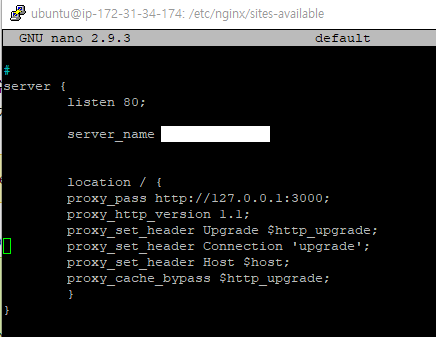 ubuntu@ip-172-31-34-174: /etc/nginx/sites-available
GNU nano 2.9.3 default
#
server {
listen 80;
server_name
location / {
proxy_pass http://127.0.0.1:3000;
proxy_http_version 1.1;
proxy_set_header Upgrade $http_upgrade;
proxy_set_header Connection 'upgrade';
proxy_set_header Host $host;
proxy_cache_bypass $http_upgrade;
}
}